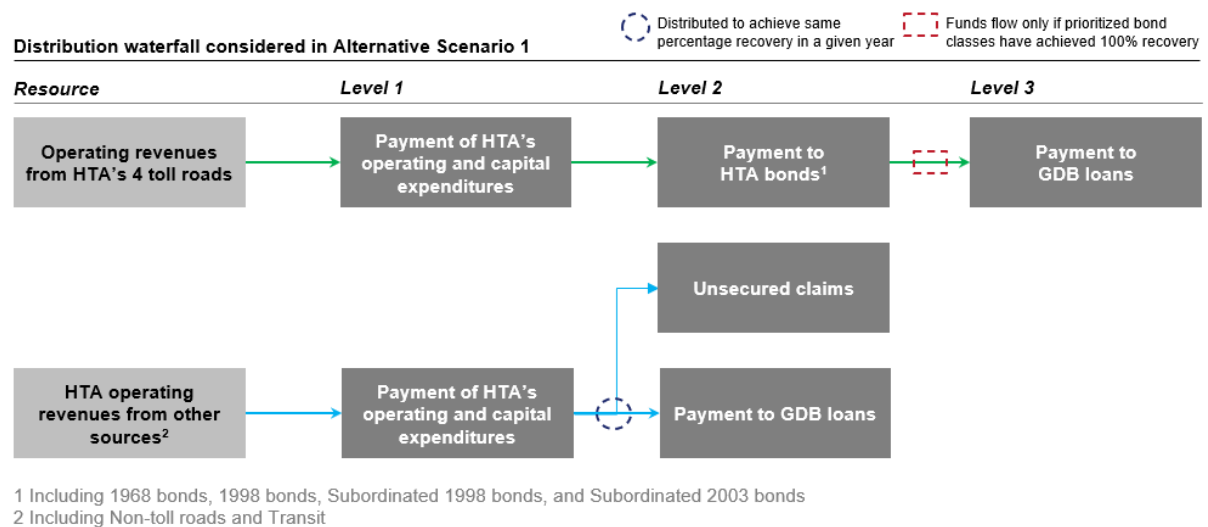 Distributed to achieve same
percentage recovery in a given year
Funds flow only if prioritized bond
classes have achieved 100% recovery
Distribution waterfall considered in Alternative Scenario 1
Resource Level 1 Level 2 Level 3
Operating revenues
from HTA's 4 toll roads
Payment of HTA's
operating and capital
expenditures
Payment to
HTA bonds¹
Payment to
GDB loans
Unsecured claims
HTA operating
revenues from other
sources²
Payment of HTA's
operating and capital
expenditures
Payment to GDB loans
1 Including 1968 bonds, 1998 bonds, Subordinated 1998 bonds, and Subordinated 2003 bonds
2 Including Non-toll roads and Transit